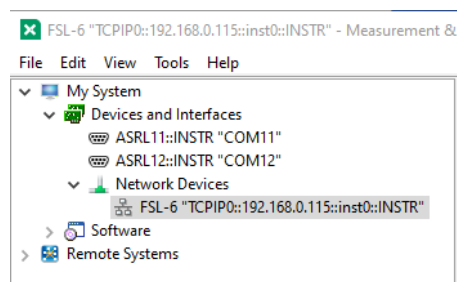 FSL-6 "TCPIP0::192.168.0.115::inst0::INSTR" - Measurement &
File Edit View Tools Help
My System
Devices and Interfaces
ASRL11::INSTR "COM11"
ASRL12::INSTR "COM12"
Network Devices
FSL-6 "TCPIP0::192.168.0.115::inst0::INSTR"
Software
Remote Systems